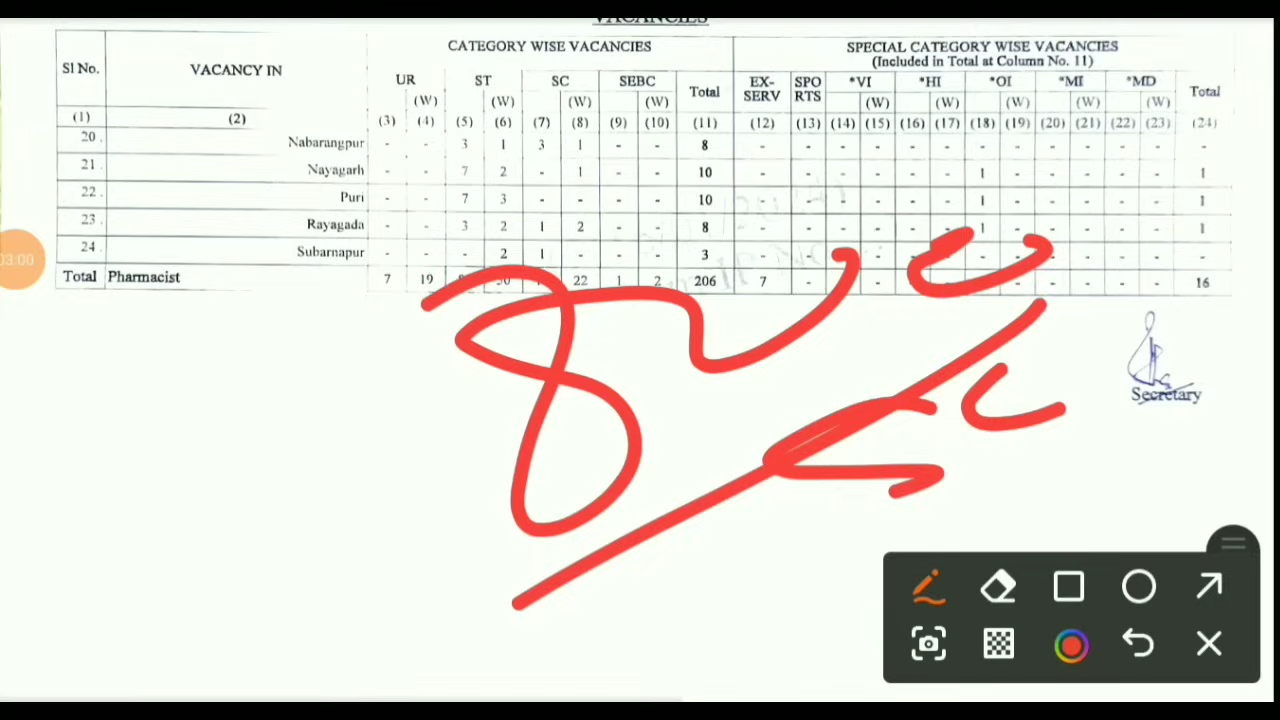 VACANCIES
CATEGORY WISE VACANCIES SPECIAL CATEGORY WISE VACANCIES
(Included in Total at Column No. 11)
Sl No. VACANCY IN UR ST SC SEBC Total EX-SERV SPORTS *VI *HI *OI *MI *MD Total
(W) (W) (W) (W) (W) (W) (W) (W) (W)
(1) (2) (3) (4) (5) (6) (7) (8) (9) (10) (11) (12) (13) (14) (15) (16) (17) (18) (19) (20) (21) (22) (23) (24)
20. Nabarangpur - - 3 1 3 1 - - 8 - - - - - - - - - - - - -
21. Nayagarh - - 7 2 - 1 - - 10 - - - - - - 1 - - - - - 1
22. Puri - - 7 3 - - - - 10 - - - - - - 1 - - - - - 1
23. Rayagada - - 3 2 1 2 - - 8 - - - - - - 1 - - - - - 1
24. Subarnapur - - - 2 1 - - - 3 - - - - - - - - - - - - -
Total Pharmacist 7 19 22 1 2 206 7 - - - - - - - - - - 16
Secretary
03:00